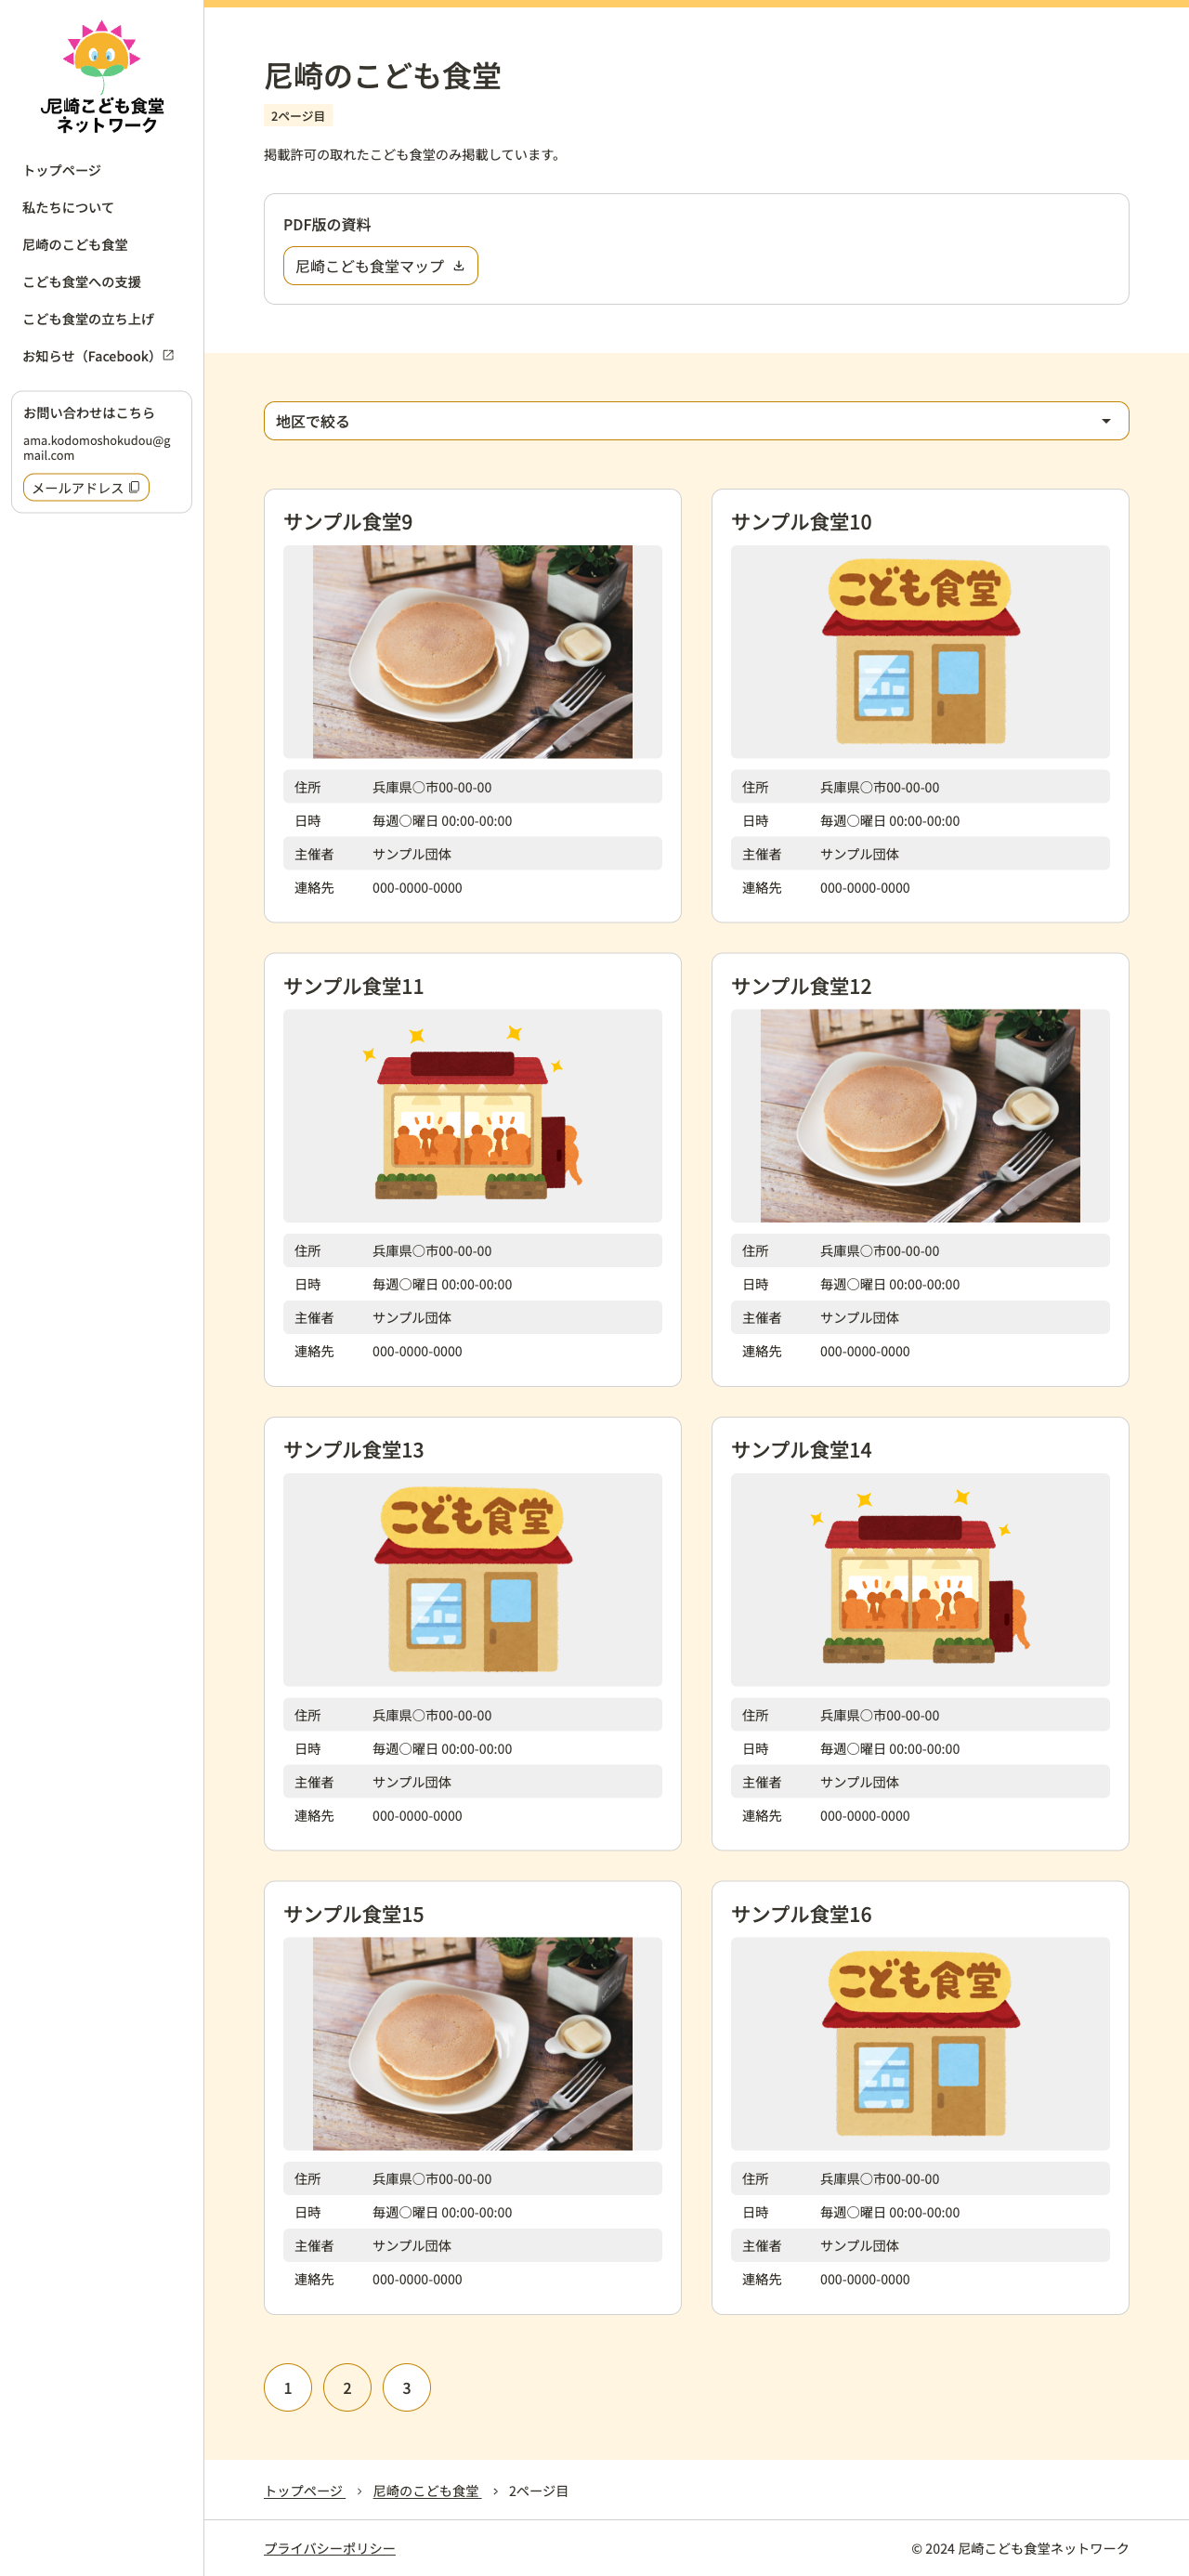 尼崎こども食堂
ネットワーク
トップページ
私たちについて
尼崎のこども食堂
こども食堂への支援
こども食堂の立ち上げ
お知らせ（Facebook）
お問い合わせはこちら
ama.kodomoshokudou@g
mail.com
メールアドレス
尼崎のこども食堂
2ページ目
掲載許可の取れたこども食堂のみ掲載しています。
PDF版の資料
尼崎こども食堂マップ
地区で絞る
サンプル食堂9
住所 兵庫県〇市00-00-00
日時 毎週〇曜日 00:00-00:00
主催者 サンプル団体
連絡先 000-0000-0000
サンプル食堂10
こども食堂
住所 兵庫県〇市00-00-00
日時 毎週〇曜日 00:00-00:00
主催者 サンプル団体
連絡先 000-0000-0000
サンプル食堂11
住所 兵庫県〇市00-00-00
日時 毎週〇曜日 00:00-00:00
主催者 サンプル団体
連絡先 000-0000-0000
サンプル食堂12
住所 兵庫県〇市00-00-00
日時 毎週〇曜日 00:00-00:00
主催者 サンプル団体
連絡先 000-0000-0000
サンプル食堂13
こども食堂
住所 兵庫県〇市00-00-00
日時 毎週〇曜日 00:00-00:00
主催者 サンプル団体
連絡先 000-0000-0000
サンプル食堂14
住所 兵庫県〇市00-00-00
日時 毎週〇曜日 00:00-00:00
主催者 サンプル団体
連絡先 000-0000-0000
サンプル食堂15
住所 兵庫県〇市00-00-00
日時 毎週〇曜日 00:00-00:00
主催者 サンプル団体
連絡先 000-0000-0000
サンプル食堂16
こども食堂
住所 兵庫県〇市00-00-00
日時 毎週〇曜日 00:00-00:00
主催者 サンプル団体
連絡先 000-0000-0000
1 2 3
トップページ › 尼崎のこども食堂 › 2ページ目
プライバシーポリシー
© 2024 尼崎こども食堂ネットワーク